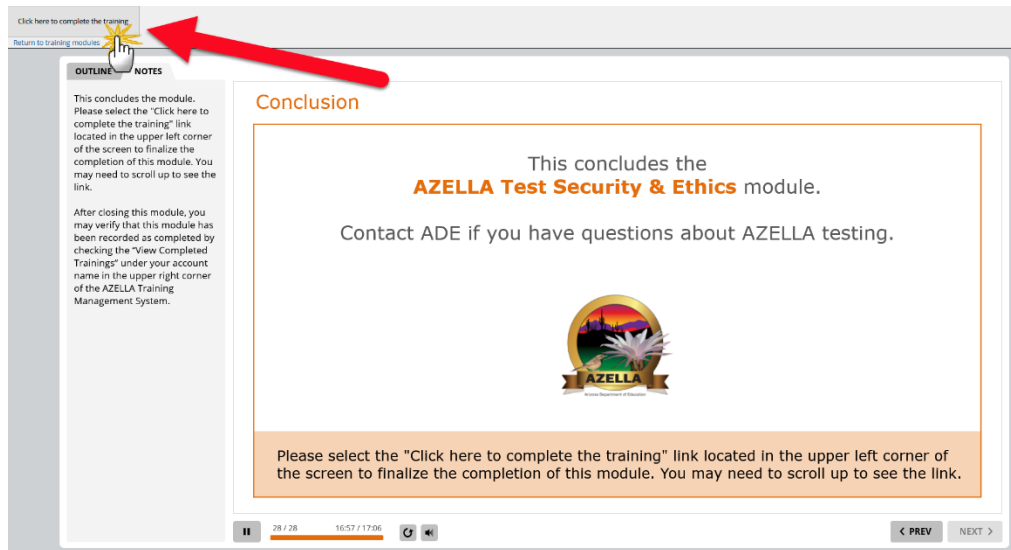 Click here to complete the training
Return to training modules
OUTLINE
NOTES
This concludes the module.
Please select the "Click here to
complete the training" link
located in the upper left corner
of the screen to finalize the
completion of this module. You
may need to scroll up to see the
link.
After closing this module, you
may verify that this module has
been recorded as completed by
checking the "View Completed
Trainings" under your account
name in the upper right corner
of the AZELLA Training
Management System.
Conclusion
This concludes the
AZELLA Test Security & Ethics module.
Contact ADE if you have questions about AZELLA testing.
AZELLA
Arizona Department of Education
Please select the "Click here to complete the training" link located in the upper left corner of
the screen to finalize the completion of this module. You may need to scroll up to see the link.
28 / 28
16:57 / 17:06
< PREV
NEXT >